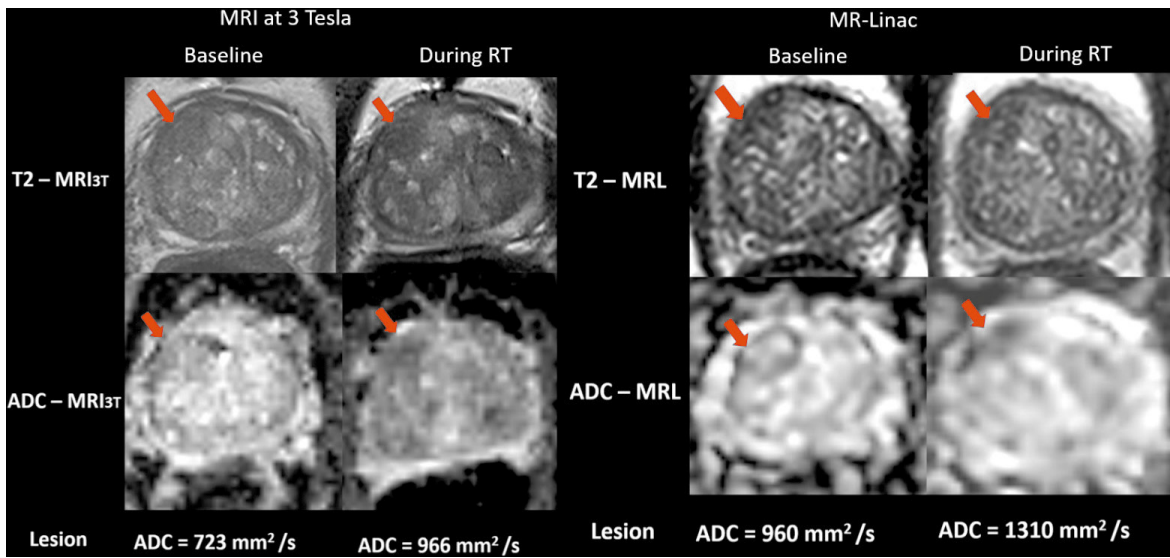 MRI at 3 Tesla
Baseline During RT
T2 – MRI3T
ADC – MRI3T
Lesion ADC = 723 mm²/s ADC = 966 mm²/s
MR-Linac
Baseline During RT
T2 – MRL
ADC – MRL
Lesion ADC = 960 mm²/s ADC = 1310 mm²/s